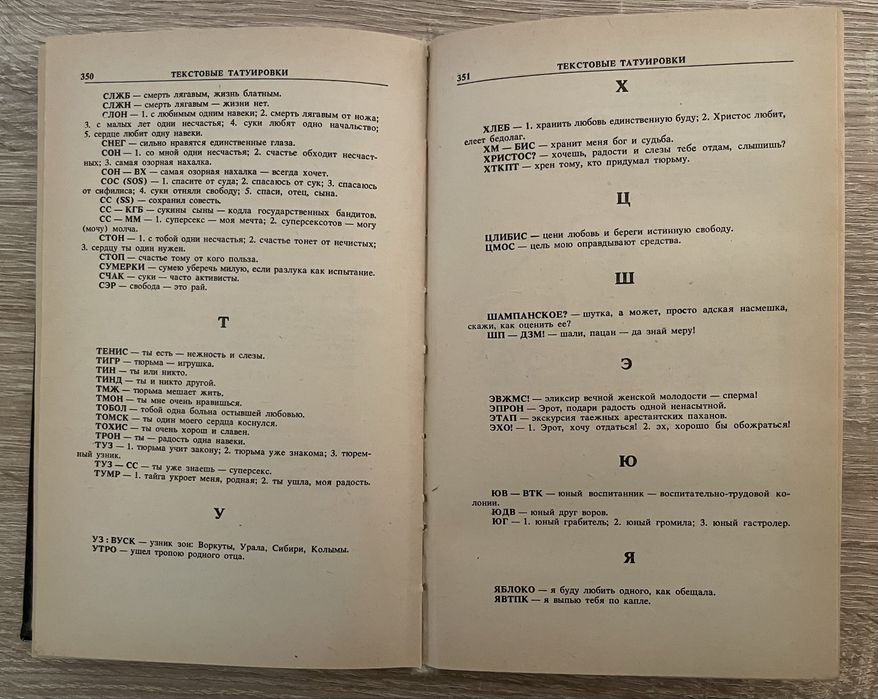 350
ТЕКСТОВЫЕ ТАТУИРОВКИ
СЛЖБ — смерть лягавым, жизнь блатным.
СЛЖН — смерть лягавым — жизни нет.
СЛОН — 1. с любимым одним навеки; 2. смерть лягавым от ножа;
3. с малых лет одни несчастья; 4. суки любят одно начальство;
5. сердце любит одну навеки.
СНЕГ — сильно нравятся единственные глаза.
СОН — 1. со мной одни несчастья; 2. счастье обходит несчаст-
ных; 3. самая озорная нахалка.
СОН — ВХ — самая озорная нахалка — всегда хочет.
СОС (SOS) — 1. спасите от суда; 2. спасаюсь от сук; 3. спасаюсь
от сифилиса; 4. суки отняли свободу; 5. спаси, отец, сына.
СС (SS) — сохранил совесть.
СС — КГБ — сукины сыны — кодла государственных бандитов.
СС — ММ — 1. суперсекс — моя мечта; 2. суперсексотов — могу
(мочу) молча.
СТОН — 1. с тобой одни несчастья; 2. счастье тонет от нечистых;
3. сердцу ты один нужен.
СТОП — счастье тому от кого польза.
СУМЕРКИ — сумею уберечь милую, если разлука как испытание.
СЧАК — суки — часто активисты.
СЭР — свобода — это рай.
Т
ТЕНИС — ты есть — нежность и слезы.
ТИГР — тюрьма — игрушка.
ТИН — ты или никто.
ТИНД — ты и никто другой.
ТМЖ — тюрьма мешает жить.
ТМОН — ты мне очень нравишься.
ТОБОЛ — тобой одна больна остывшей любовью.
ТОМСК — ты один моего сердца коснулся.
ТОХИС — ты очень хорош и славен.
ТРОН — ты — радость одна навеки.
ТУЗ — 1. тюрьма учит закону; 2. тюрьма уже знакома; 3. тюрем-
ный узник.
ТУЗ — СС — ты уже знаешь — суперсекс.
ТУМР — 1. тайга укроет меня, родная; 2. ты ушла, моя радость.
У
УЗ : ВУСК — узник зон: Воркуты, Урала, Сибири, Колымы.
УТРО — ушел тропою родного отца.
351
ТЕКСТОВЫЕ ТАТУИРОВКИ
Х
ХЛЕБ — 1. хранить любовь единственную буду; 2. Христос любит,
елеет бедолаг.
ХМ — БИС — хранит меня бог и судьба.
ХРИСТОС? — хочешь, радости и слезы тебе отдам, слышишь?
ХТКПТ — хрен тому, кто придумал тюрьму.
Ц
ЦЛИБИС — цени любовь и береги истинную свободу.
ЦМОС — цель мою оправдывают средства.
Ш
ШАМПАНСКОЕ? — шутка, а может, просто адская насмешка,
скажи, как оценить ее?
ШП — ДЗМ! — шали, пацан — да знай меру!
Э
ЭВЖМС! — эликсир вечной женской молодости — сперма!
ЭПРОН — Эрот, подари радость одной ненасытной.
ЭТАП — экскурсия таежных арестантских паханов.
ЭХО! — 1. Эрот, хочу отдаться! 2. эх, хорошо бы обожраться!
Ю
ЮВ — ВТК — юный воспитанник — воспитательно-трудовой ко-
лонии.
ЮДВ — юный друг воров.
ЮГ — 1. юный грабитель; 2. юный громила; 3. юный гастролер.
Я
ЯБЛОКО — я буду любить одного, как обещала.
ЯВТПК — я выпью тебя по капле.